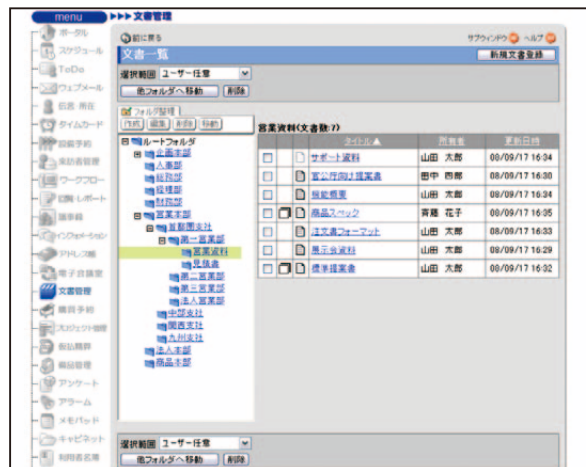 menu
▶▶▶ 文書管理
ポータル
スケジュール
ToDo
ウェブメール
伝言 所在
タイムカード
設備予約
来訪者管理
ワークフロー
回覧・レポート
議事録
インフォメーション
アドレス帳
電子会議室
文書管理
購買予約
プロジェクト管理
仮払精算
備品管理
アンケート
アラーム
メモパッド
キャビネット
利用者名簿
前に戻る
サブウィンドウ ヘルプ
文書一覧 新規文書登録
選択範囲 ユーザー任意
他フォルダへ移動 削除
フォルダ整理
作成 編集 削除 移動
ルートフォルダ
企画本部
人事部
総務部
経理部
財務部
営業本部
首都圏支社
第一営業部
営業資料
見積書
第二営業部
第三営業部
法人営業部
中部支社
関西支社
九州支社
法人本部
商品本部
営業資料(文書数:7)
タイトル▲ 所有者 更新日時
サポート資料 山田 太郎 08/09/17 16:34
官公庁向け提案書 田中 四郎 08/09/17 16:30
機能概要 山田 太郎 08/09/17 16:34
商品スペック 斉藤 花子 08/09/17 16:35
注文書フォーマット 山田 太郎 08/09/17 16:33
展示会資料 山田 太郎 08/09/17 16:29
標準提案書 山田 太郎 08/09/17 16:32
選択範囲 ユーザー任意
他フォルダへ移動 削除